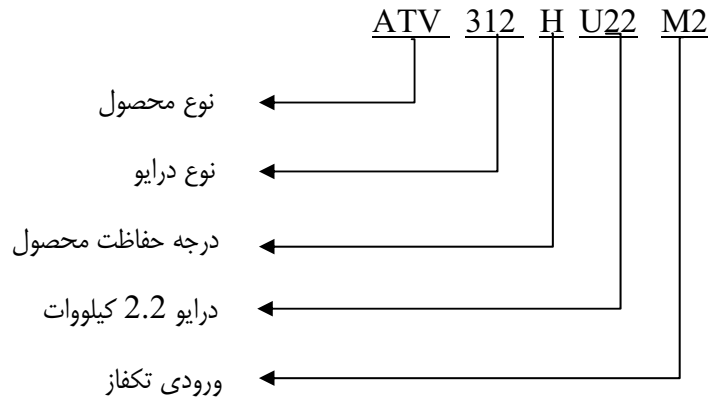 ATV 312 H U22 M2
نوع محصول
نوع درایو
درجه حفاظت محصول
درایو 2.2 کیلووات
ورودی تکفاز